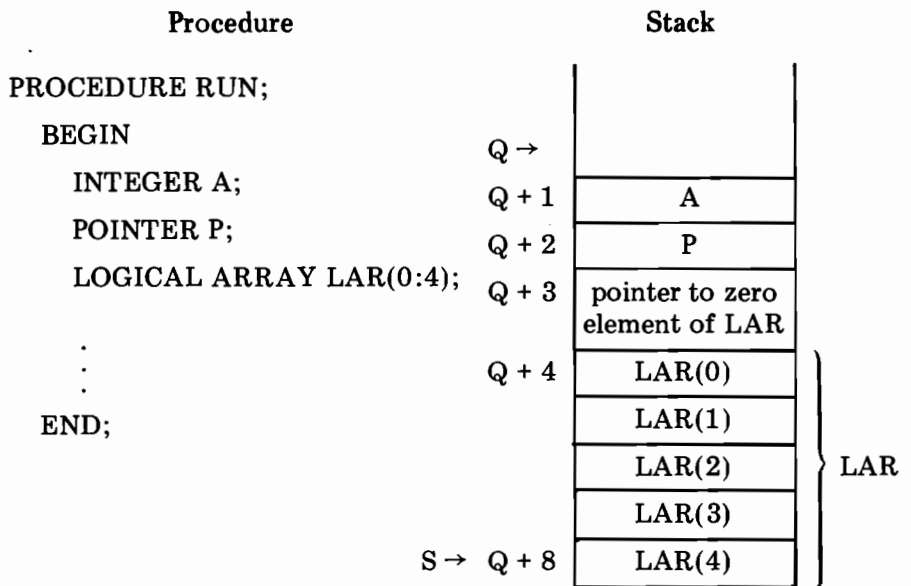 Procedure
PROCEDURE RUN;
BEGIN
INTEGER A;
POINTER P;
LOGICAL ARRAY LAR(0:4);
.
.
.
END;
Stack
Q →
Q + 1 A
Q + 2 P
Q + 3 pointer to zero
element of LAR
Q + 4 LAR(0)
LAR(1)
LAR(2)
LAR(3)
S → Q + 8 LAR(4)
LAR